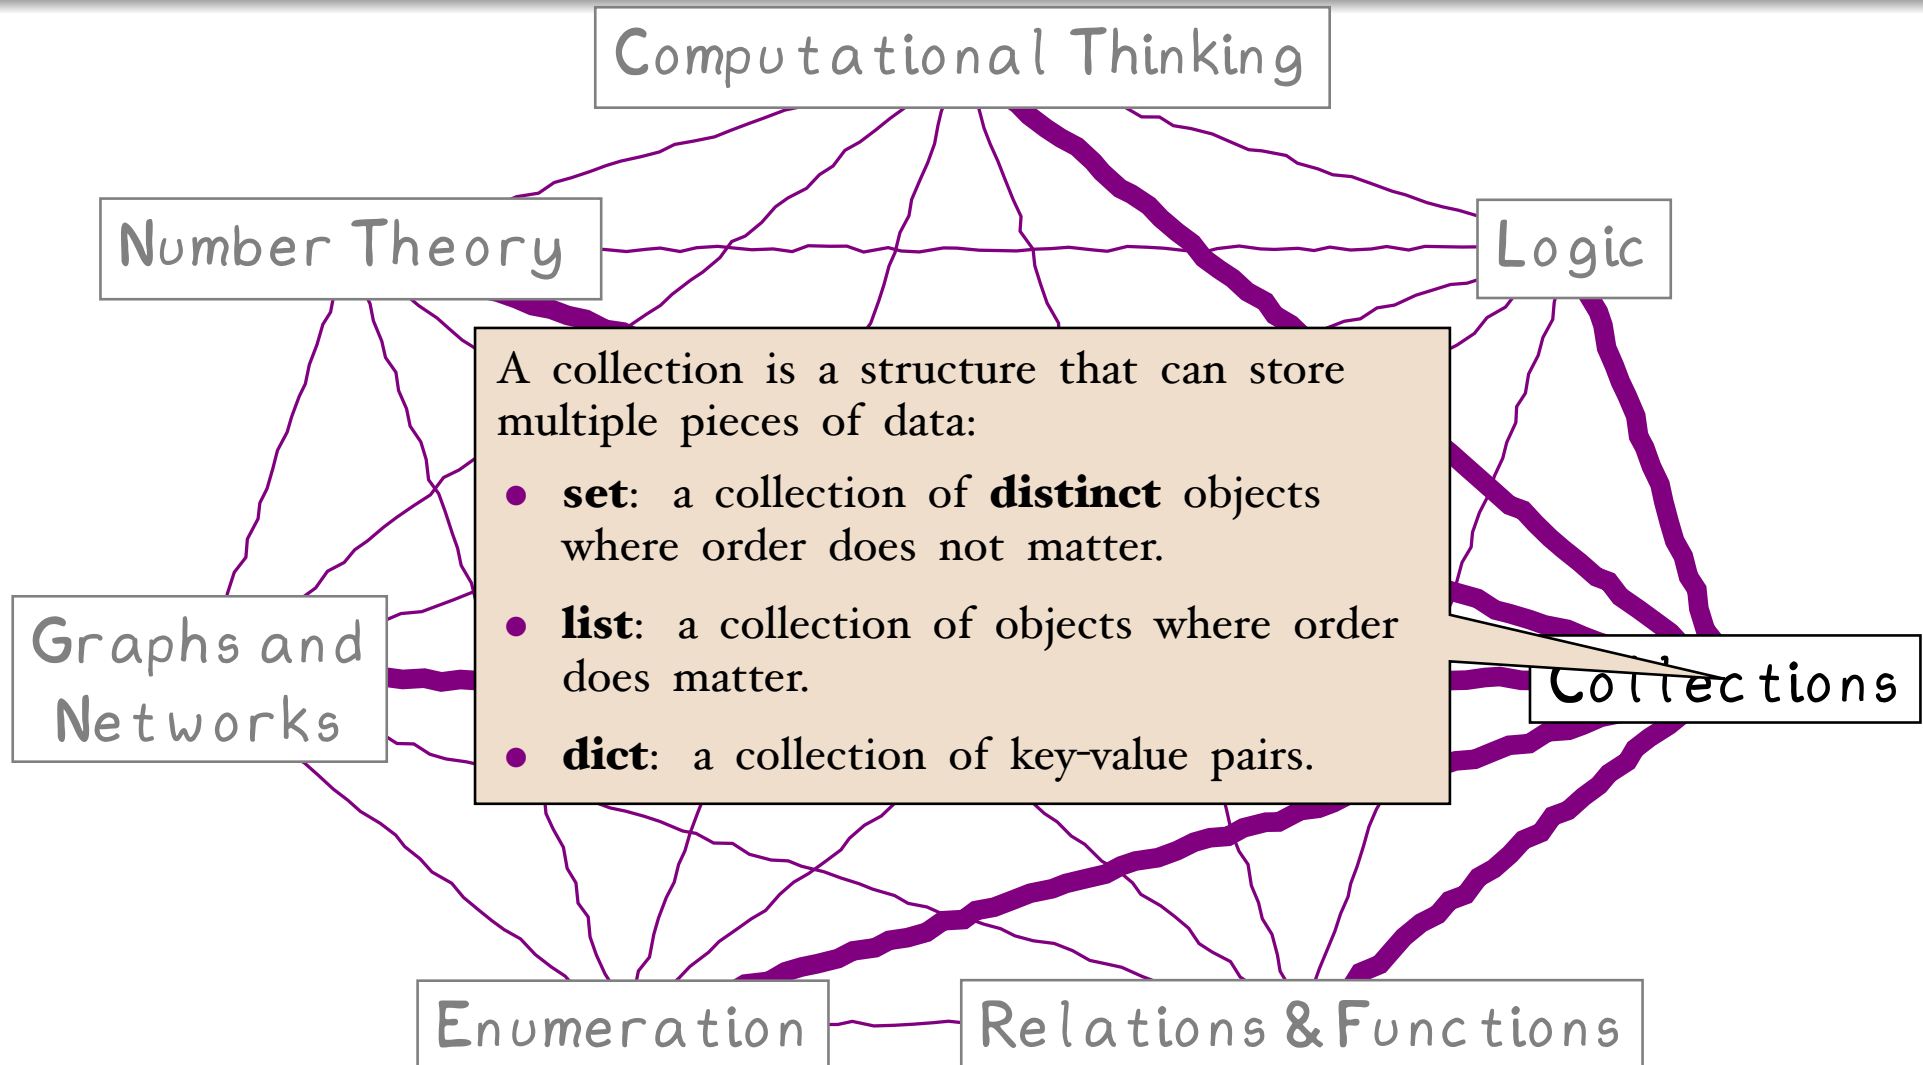 Computational Thinking
Number Theory
Logic
A collection is a structure that can store
multiple pieces of data:
● set: a collection of distinct objects
where order does not matter.
● list: a collection of objects where order
does matter.
● dict: a collection of key-value pairs.
Graphs and
Networks
Collections
Enumeration
Relations & Functions